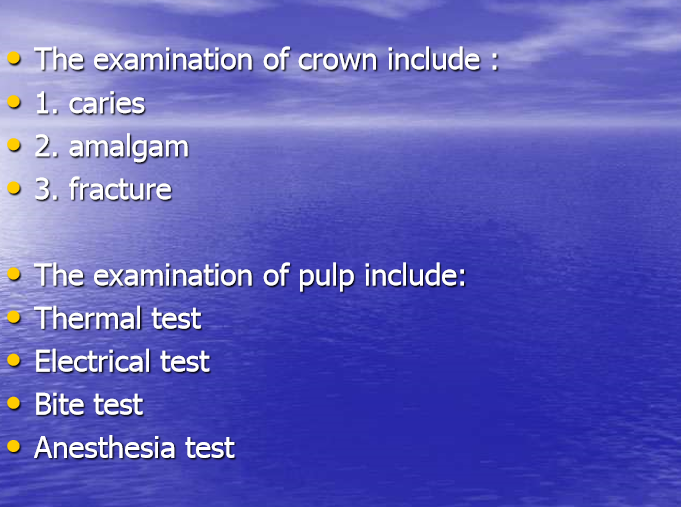 • The examination of crown include :
• 1. caries
• 2. amalgam
• 3. fracture
• The examination of pulp include:
• Thermal test
• Electrical test
• Bite test
• Anesthesia test